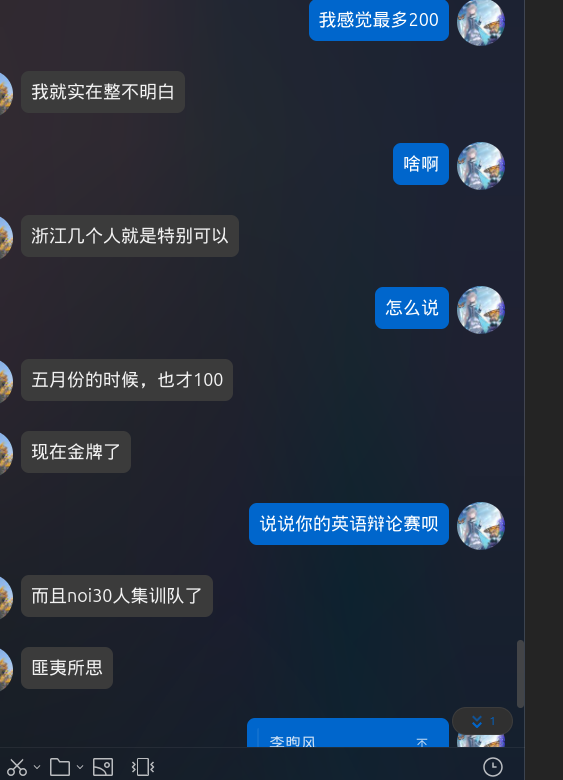 我感觉最多200
我就实在整不明白
啥啊
浙江几个人就是特别可以
怎么说
五月份的时候，也才100
现在金牌了
说说你的英语辩论赛呗
而且noi30人集训队了
匪夷所思
1
李煦风